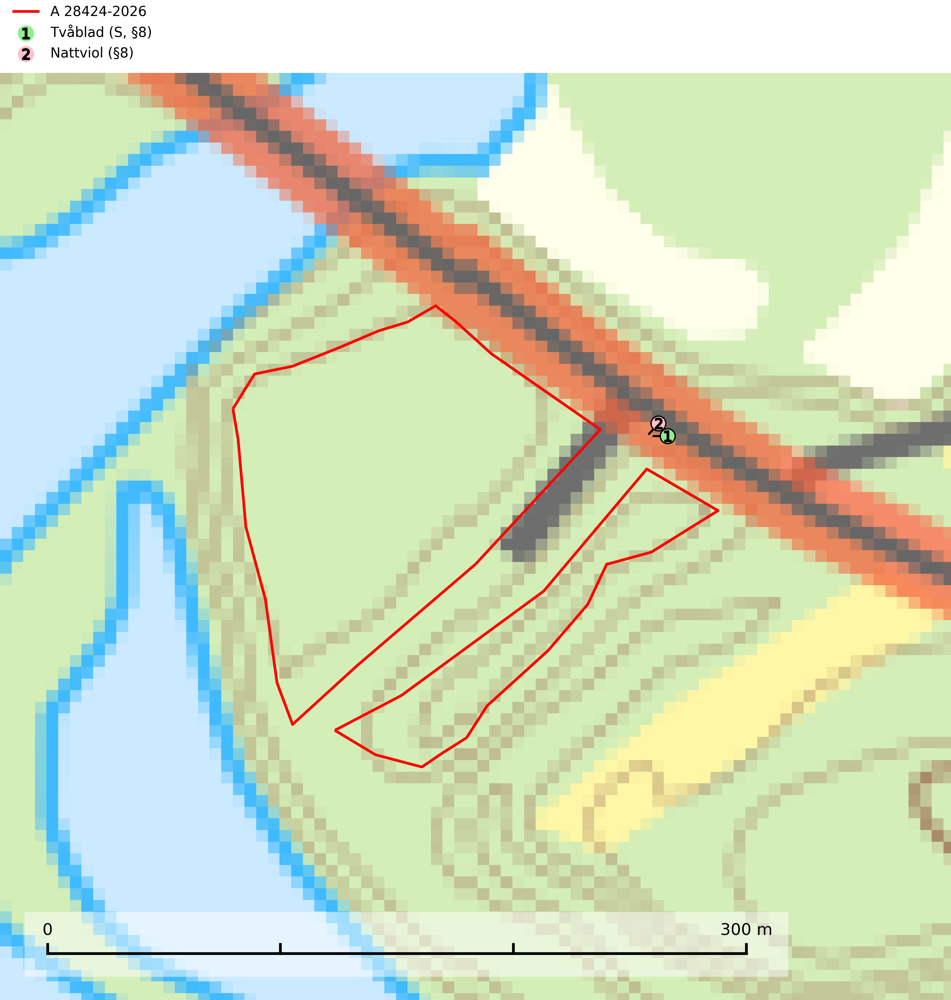 A 28424-2026
1 Tvåblad (S, §8)
2 Nattviol (§8)
2
1
0 300 m